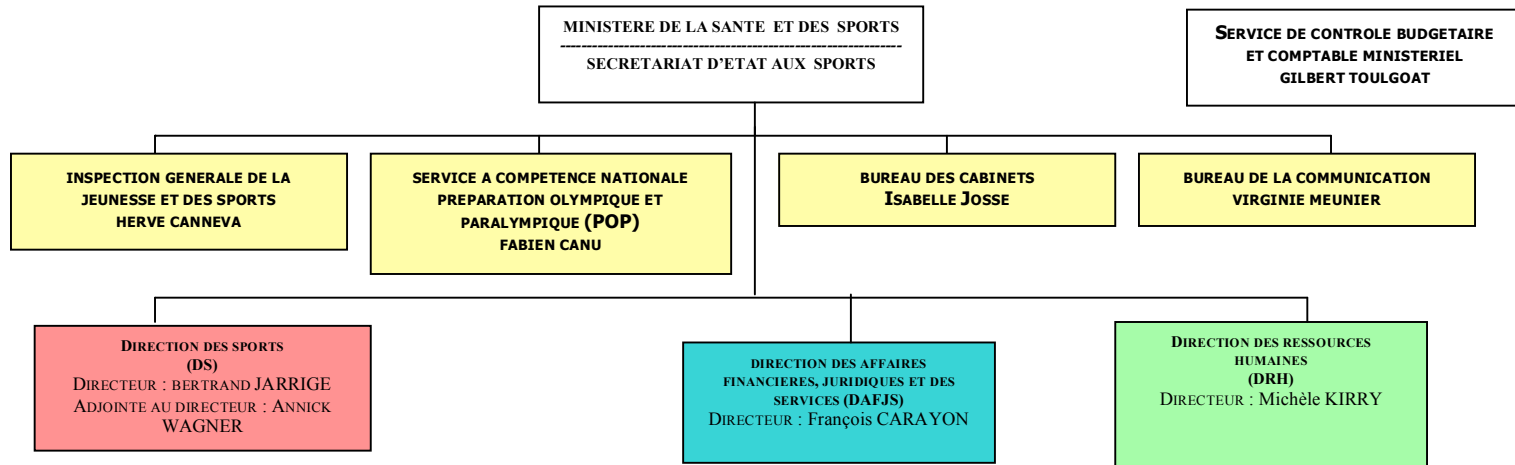 MINISTERE DE LA SANTE ET DES SPORTS
------------------------------------------------------------------
SECRETARIAT D'ETAT AUX SPORTS
SERVICE DE CONTROLE BUDGETAIRE
ET COMPTABLE MINISTERIEL
GILBERT TOULGOAT
INSPECTION GENERALE DE LA
JEUNESSE ET DES SPORTS
HERVE CANNEVA
SERVICE A COMPETENCE NATIONALE
PREPARATION OLYMPIQUE ET
PARALYMPIQUE (POP)
FABIEN CANU
BUREAU DES CABINETS
ISABELLE JOSSE
BUREAU DE LA COMMUNICATION
VIRGINIE MEUNIER
DIRECTION DES SPORTS
(DS)
DIRECTEUR : BERTRAND JARRIGE
ADJOINTE AU DIRECTEUR : ANNICK
WAGNER
DIRECTION DES AFFAIRES
FINANCIERES, JURIDIQUES ET DES
SERVICES (DAFJS)
DIRECTEUR : François CARAYON
DIRECTION DES RESSOURCES
HUMAINES
(DRH)
DIRECTEUR : Michèle KIRRY